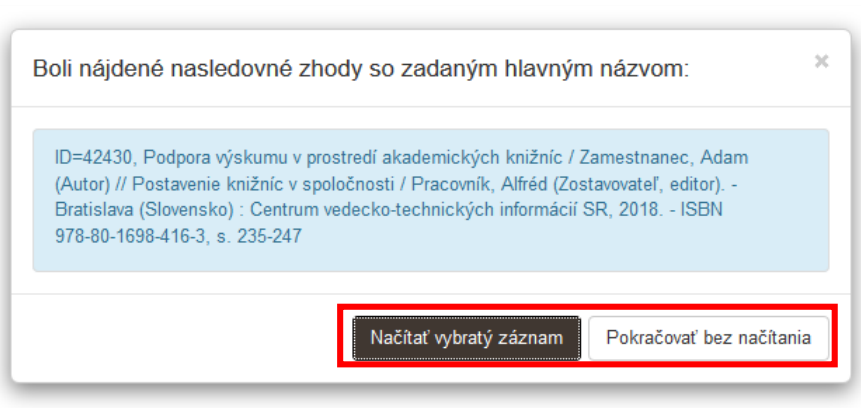 Boli nájdené nasledovné zhody so zadaným hlavným názvom:
×
ID=42430, Podpora výskumu v prostredí akademických knižníc / Zamestnanec, Adam
(Autor) // Postavenie knižníc v spoločnosti / Pracovník, Alfréd (Zostavovateľ, editor). -
Bratislava (Slovensko) : Centrum vedecko-technických informácií SR, 2018. - ISBN
978-80-1698-416-3, s. 235-247
Načítať vybratý záznam
Pokračovať bez načítania